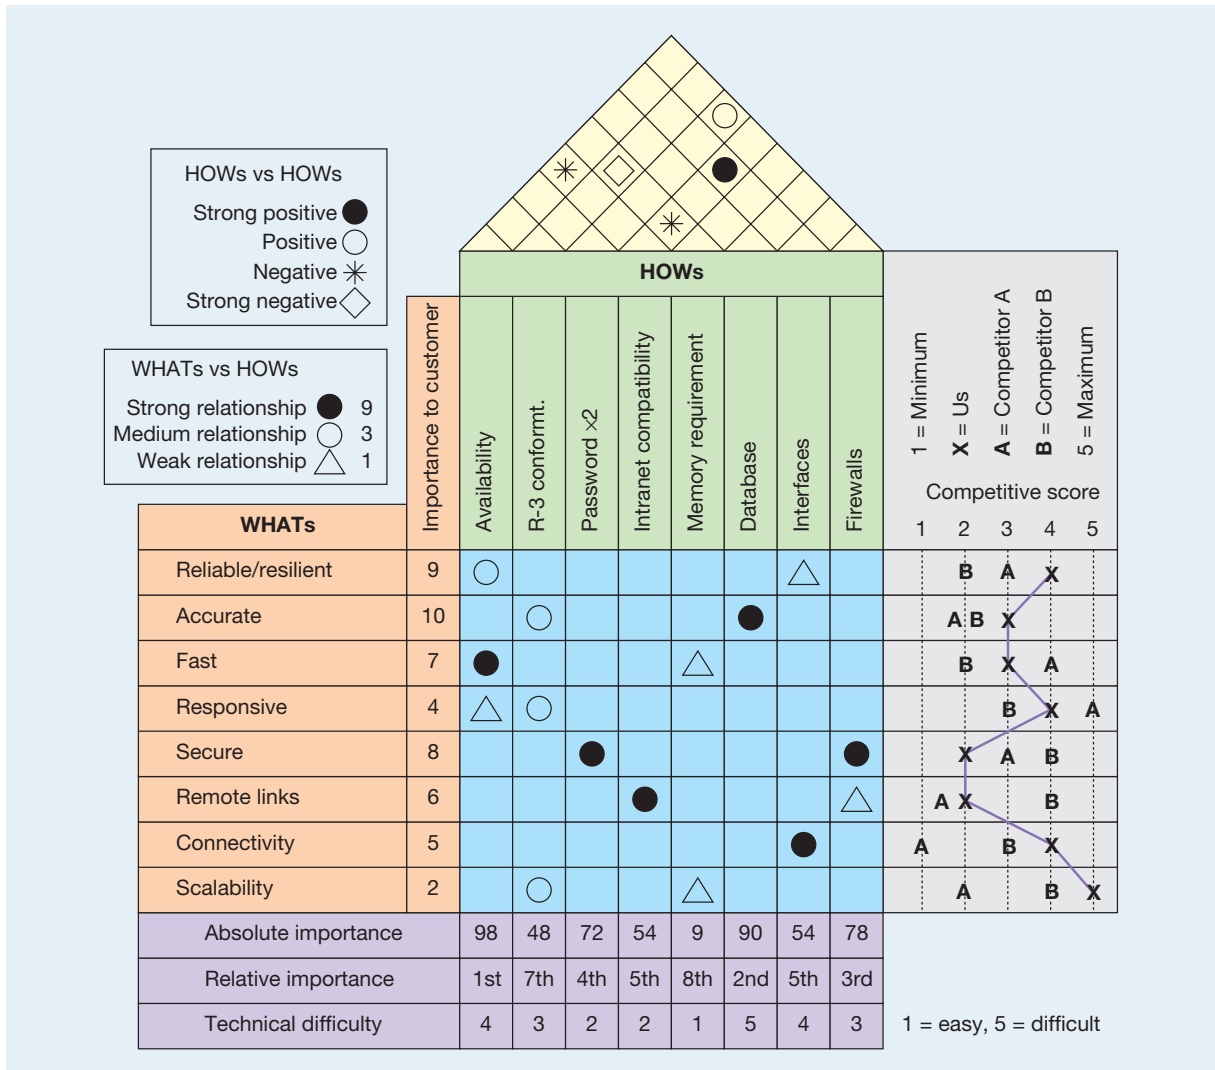 HOWs vs HOWs
Strong positive
Positive
Negative
Strong negative
WHATs vs HOWs
Strong relationship 9
Medium relationship 3
Weak relationship 1
HOWs
Importance to customer
Availability
R-3 conformt.
Password ×2
Intranet compatibility
Memory requirement
Database
Interfaces
Firewalls
1 = Minimum
X = Us
A = Competitor A
B = Competitor B
5 = Maximum
Competitive score
WHATs 1 2 3 4 5
Reliable/resilient 9 B A X
Accurate 10 A B X
Fast 7 B X A
Responsive 4 B X A
Secure 8 X A B
Remote links 6 A X B
Connectivity 5 A B X
Scalability 2 A B X
Absolute importance 98 48 72 54 9 90 54 78
Relative importance 1st 7th 4th 5th 8th 2nd 5th 3rd
Technical difficulty 4 3 2 2 1 5 4 3 1 = easy, 5 = difficult